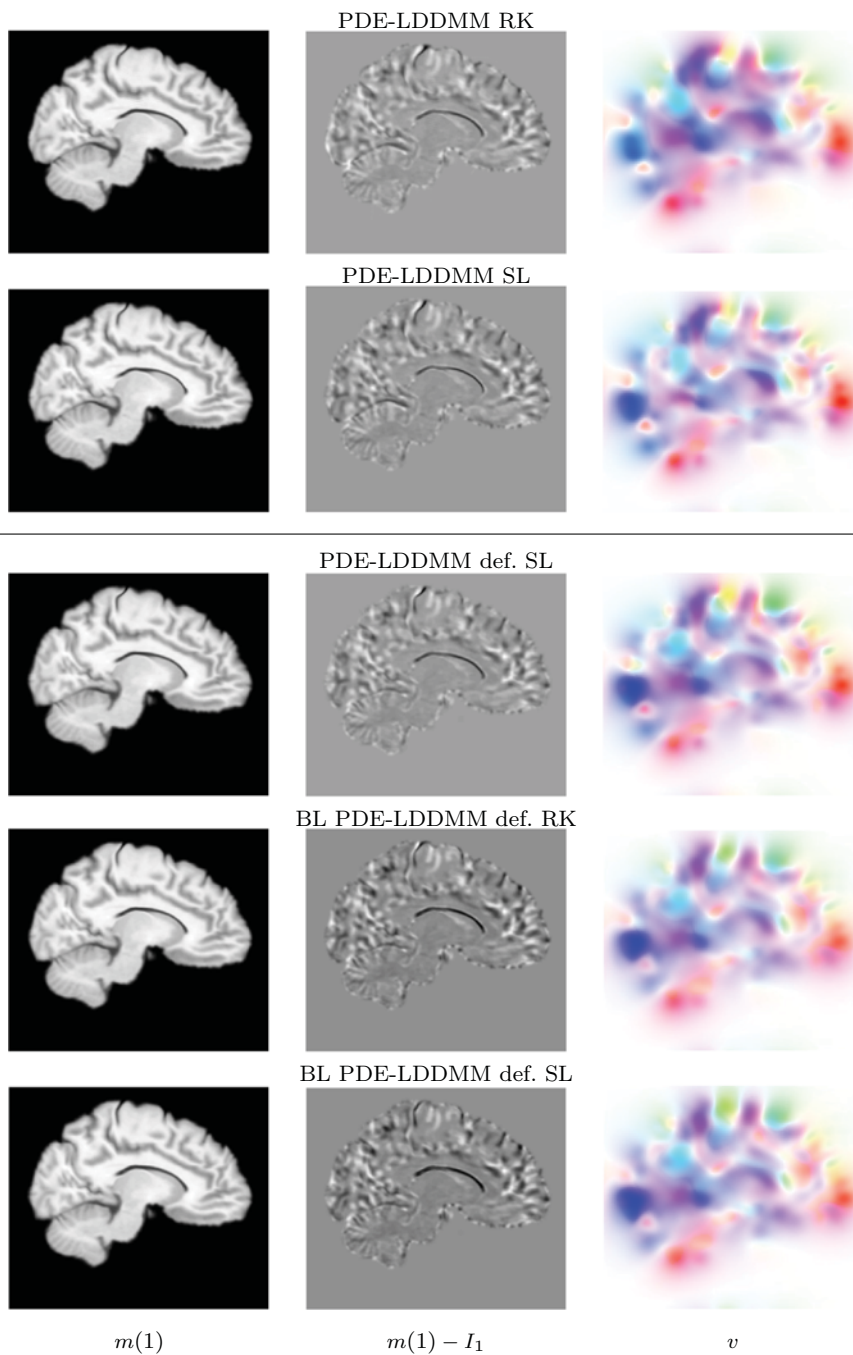 PDE-LDDMM RK
PDE-LDDMM SL
PDE-LDDMM def. SL
BL PDE-LDDMM def. RK
BL PDE-LDDMM def. SL
m(1) m(1) − I₁ v